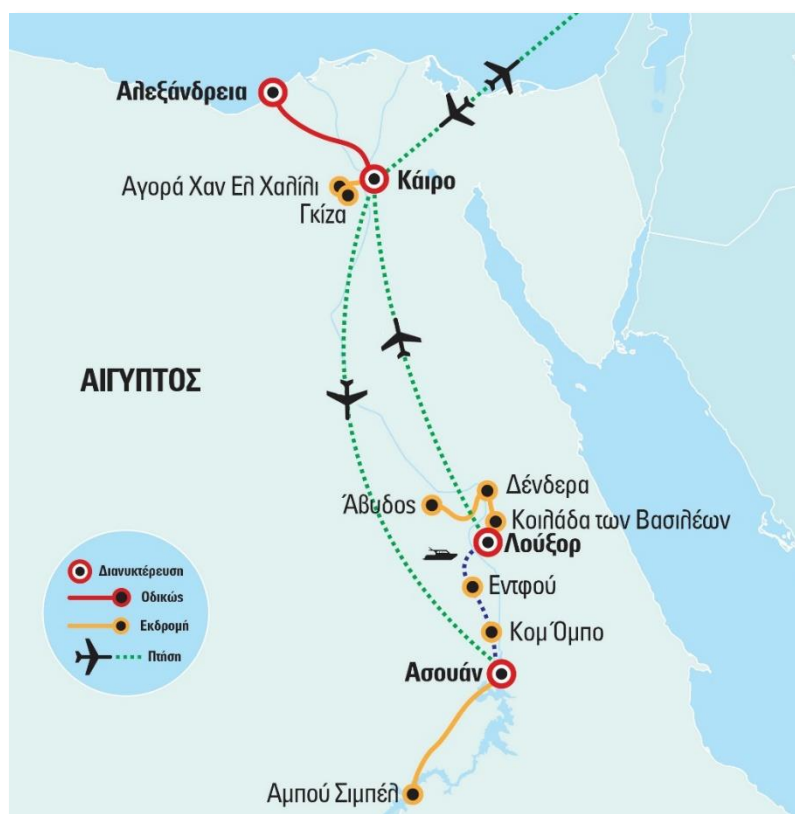 Αλεξάνδρεια
Αγορά Χαν Ελ Χαλίλι
Κάιρο
Γκίζα
ΑΙΓΥΠΤΟΣ
Δένδερα
Άβυδος
Κοιλάδα των Βασιλέων
Λούξορ
Εντφού
Κομ Όμπο
Ασουάν
Αμπού Σιμπέλ
Διανυκτέρευση
Οδικώς
Εκδρομή
Πτήση